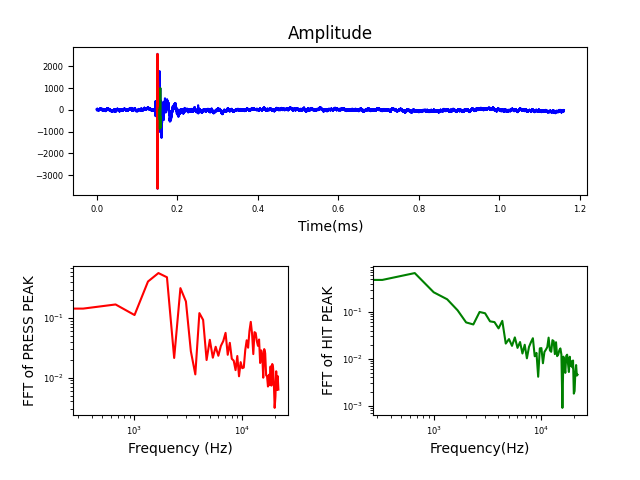 Amplitude
2000
1000
0
−1000
−2000
−3000
0.0 0.2 0.4 0.6 0.8 1.0 1.2
Time(ms)
FFT of PRESS PEAK
10⁻¹
10⁻²
10³ 10⁴
Frequency (Hz)
FFT of HIT PEAK
10⁻¹
10⁻²
10⁻³
10³ 10⁴
Frequency(Hz)